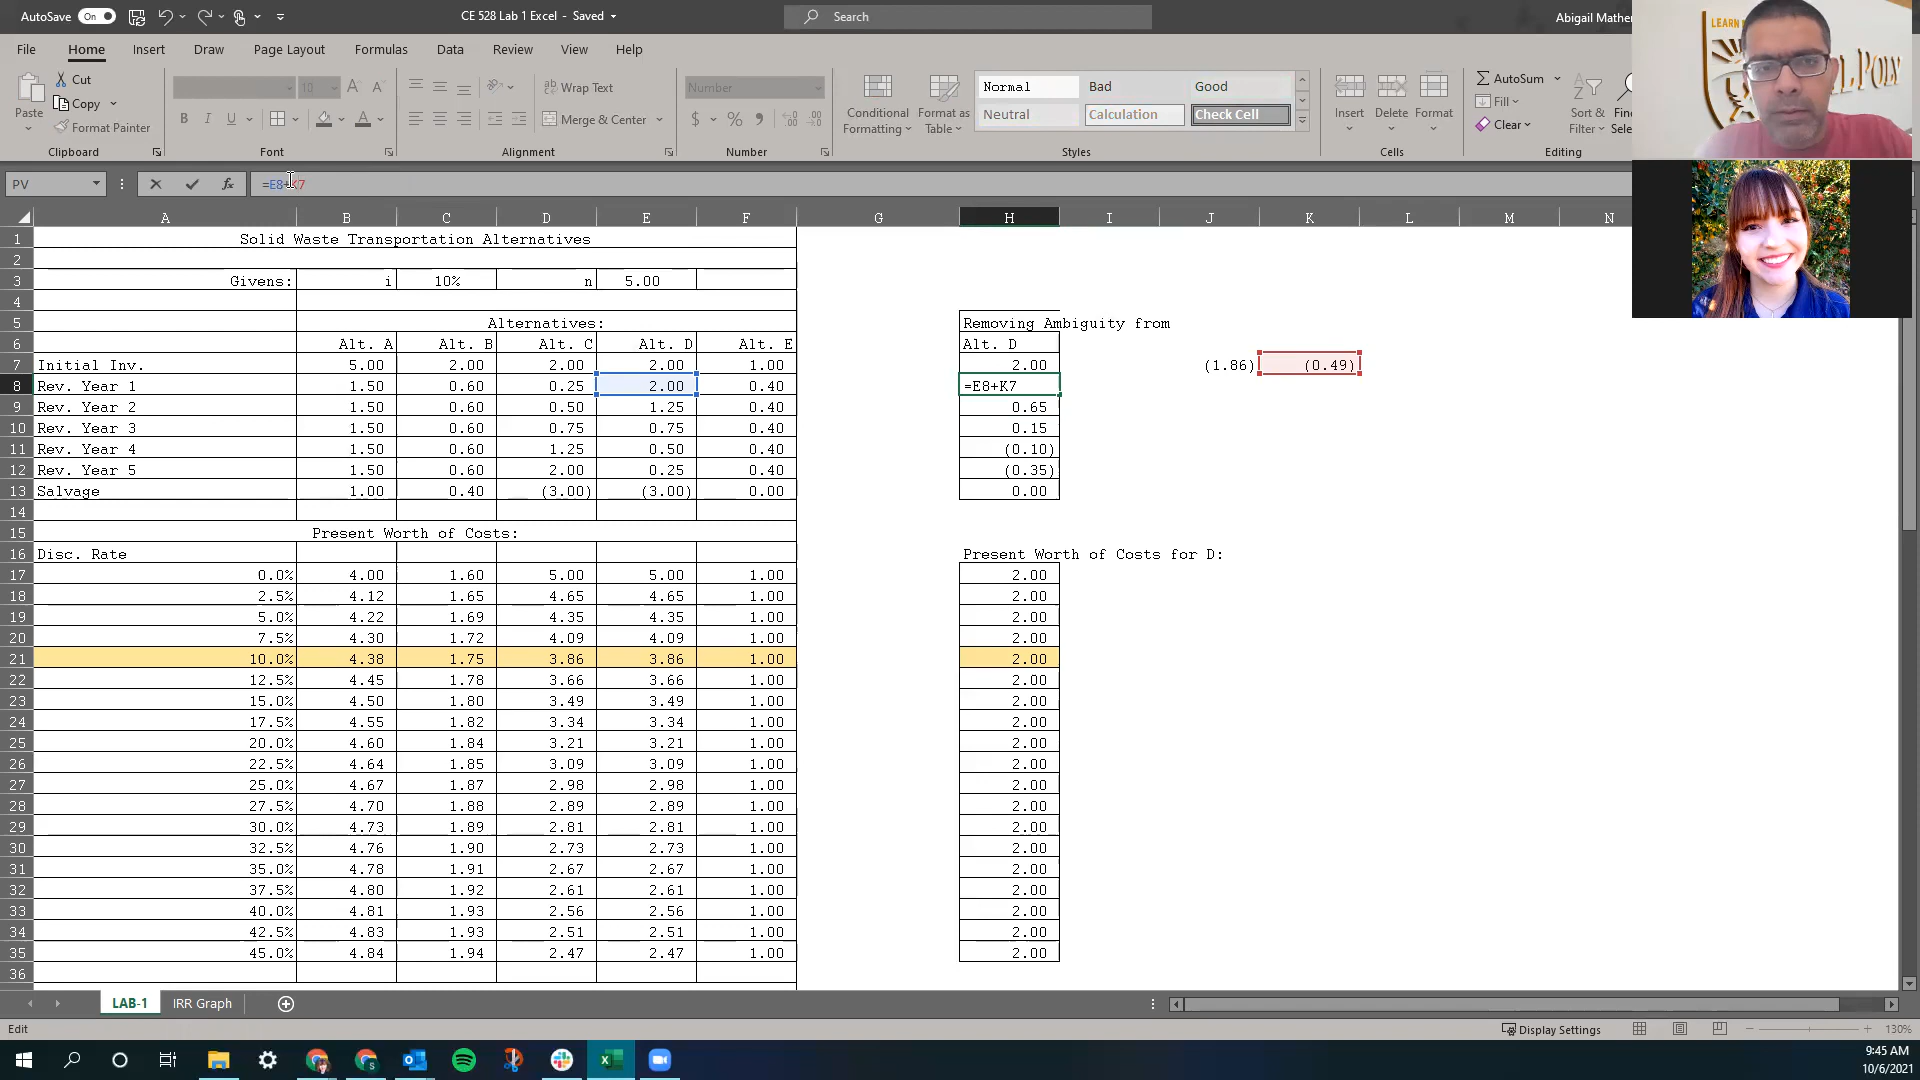 AutoSave On CE 528 Lab 1 Excel - Saved Search Abigail Mather
File Home Insert Draw Page Layout Formulas Data Review View Help
Paste Cut Copy Format Painter
10 A A B I U A
Wrap Text Merge & Center
Number $ % 9
Conditional Formatting Format as Table
Normal Bad Good
Neutral Calculation Check Cell
Insert Delete Format
AutoSum Fill Clear Sort & Filter
Clipboard Font Alignment Number Styles Cells Editing
LEARN
L POLY
PV fx =E8+K7
A B C D E F G H I J K L M N
1 Solid Waste Transportation Alternatives
2
3 Givens: i 10% n 5.00
4
5 Alternatives: Removing Ambiguity from
6 Alt. A Alt. B Alt. C Alt. D Alt. E Alt. D
7 Initial Inv. 5.00 2.00 2.00 2.00 1.00 2.00 (1.86) (0.49)
8 Rev. Year 1 1.50 0.60 0.25 2.00 0.40 =E8+K7
9 Rev. Year 2 1.50 0.60 0.50 1.25 0.40 0.65
10 Rev. Year 3 1.50 0.60 0.75 0.75 0.40 0.15
11 Rev. Year 4 1.50 0.60 1.25 0.50 0.40 (0.10)
12 Rev. Year 5 1.50 0.60 2.00 0.25 0.40 (0.35)
13 Salvage 1.00 0.40 (3.00) (3.00) 0.00 0.00
14
15 Present Worth of Costs:
16 Disc. Rate Present Worth of Costs for D:
17 0.0% 4.00 1.60 5.00 5.00 1.00 2.00
18 2.5% 4.12 1.65 4.65 4.65 1.00 2.00
19 5.0% 4.22 1.69 4.35 4.35 1.00 2.00
20 7.5% 4.30 1.72 4.09 4.09 1.00 2.00
21 10.0% 4.38 1.75 3.86 3.86 1.00 2.00
22 12.5% 4.45 1.78 3.66 3.66 1.00 2.00
23 15.0% 4.50 1.80 3.49 3.49 1.00 2.00
24 17.5% 4.55 1.82 3.34 3.34 1.00 2.00
25 20.0% 4.60 1.84 3.21 3.21 1.00 2.00
26 22.5% 4.64 1.85 3.09 3.09 1.00 2.00
27 25.0% 4.67 1.87 2.98 2.98 1.00 2.00
28 27.5% 4.70 1.88 2.89 2.89 1.00 2.00
29 30.0% 4.73 1.89 2.81 2.81 1.00 2.00
30 32.5% 4.76 1.90 2.73 2.73 1.00 2.00
31 35.0% 4.78 1.91 2.67 2.67 1.00 2.00
32 37.5% 4.80 1.92 2.61 2.61 1.00 2.00
33 40.0% 4.81 1.93 2.56 2.56 1.00 2.00
34 42.5% 4.83 1.93 2.51 2.51 1.00 2.00
35 45.0% 4.84 1.94 2.47 2.47 1.00 2.00
36
LAB-1 IRR Graph
Edit Display Settings 130%
9:45 AM
10/6/2021